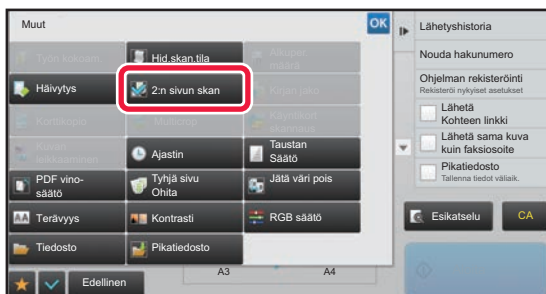 Muut
OK
Työn kokoam.
Hid.skan.tila
Alkuper.
määrä
Häivytys
2:n sivun skan
Kirjan jako
Korttikopio
Multicrop
Käyntikort
skannaus
Kuvan
leikkaaminen
Ajastin
Taustan
Säätö
PDF vino-
säätö
Tyhjä sivu
Ohita
Jätä väri pois
Terävyys
Kontrasti
RGB säätö
Tiedosto
Pikatiedosto
Edellinen
A3
A4
Lähetyshistoria
Nouda hakunumero
Ohjelman rekisteröinti
Rekisteröi nykyiset asetukset
Lähetä
Kohteen linkki
Lähetä sama kuva
kuin faksiosoite
Pikatiedosto
Tallenna tiedot väliaik.
Esikatselu
CA